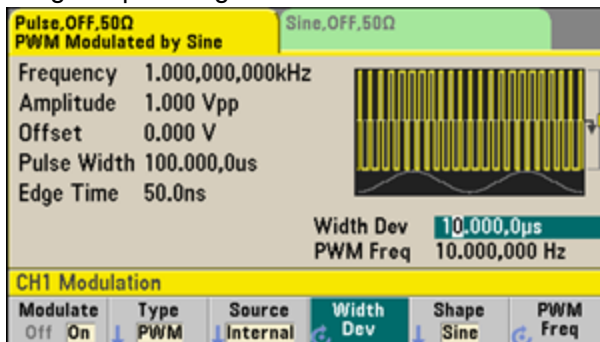 Pulse,OFF,50Ω
PWM Modulated by Sine
Sine,OFF,50Ω
Frequency 1.000,000,000kHz
Amplitude 1.000 Vpp
Offset 0.000 V
Pulse Width 100.000,0us
Edge Time 50.0ns
Width Dev 10.000,0µs
PWM Freq 10.000,000 Hz
CH1 Modulation
Modulate Type Source Width Shape PWM
Off On PWM Internal Dev Sine Freq